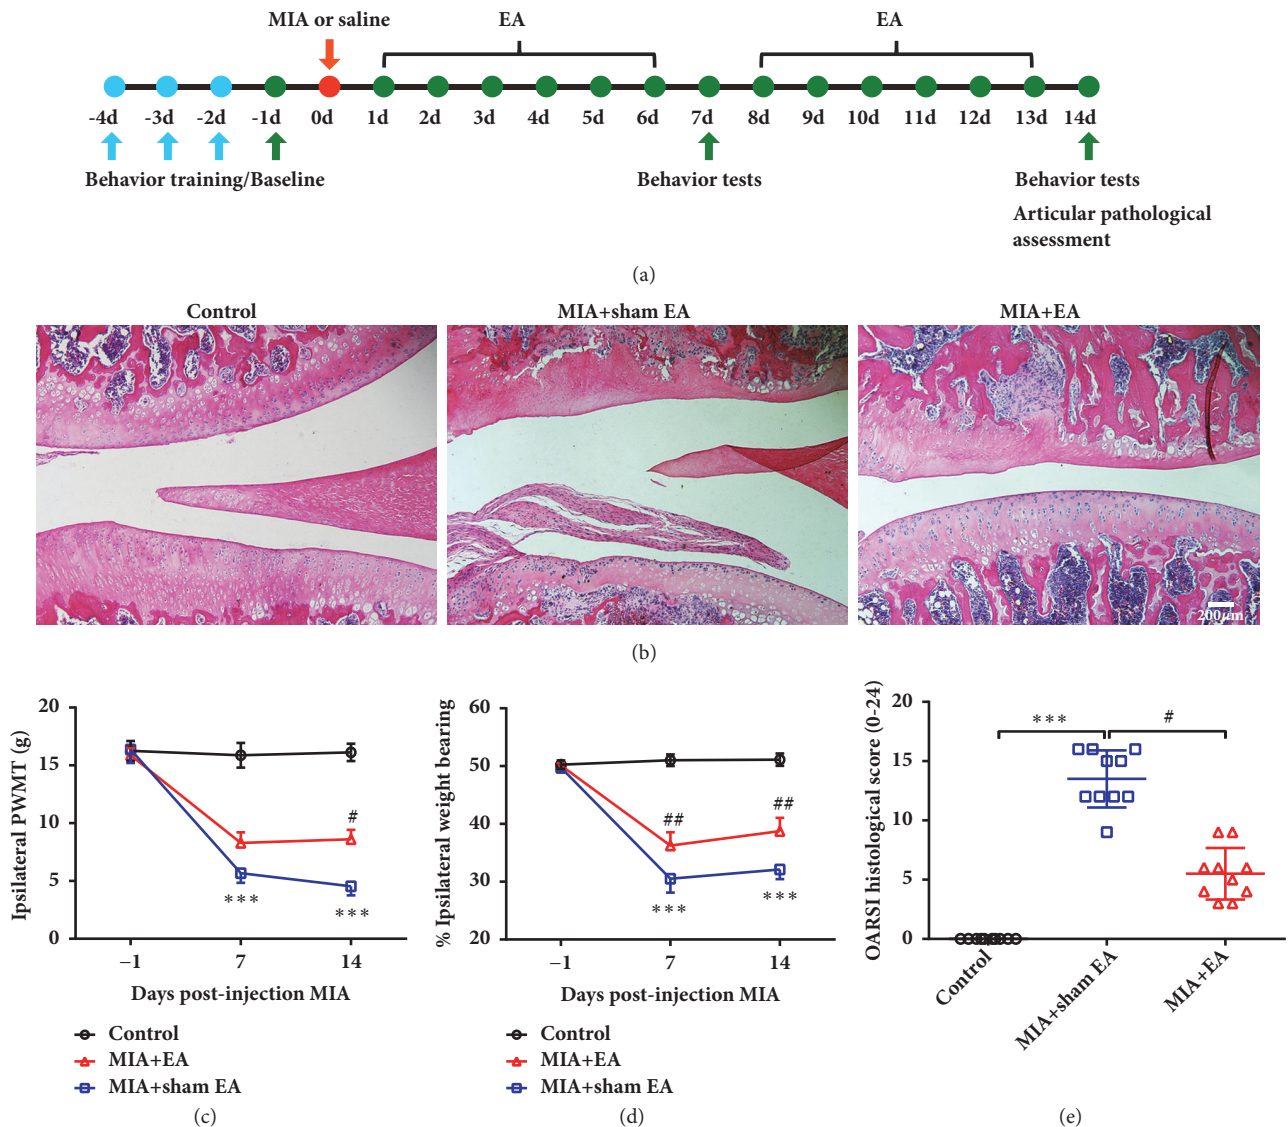 MIA or saline
EA
EA
-4d -3d -2d -1d 0d 1d 2d 3d 4d 5d 6d 7d 8d 9d 10d 11d 12d 13d 14d
Behavior training/Baseline
Behavior tests
Behavior tests
Articular pathological
assessment
(a)
Control
MIA+sham EA
MIA+EA
200μm
(b)
Ipsilateral PWMT (g)
20
15
10
5
0
#
***
***
−1 7 14
Days post-injection MIA
Control
MIA+EA
MIA+sham EA
(c)
% Ipsilateral weight bearing
60
50
40
30
20
##
##
***
***
−1 7 14
Days post-injection MIA
Control
MIA+EA
MIA+sham EA
(d)
OARSI histological score (0-24)
20
15
10
5
0
***
#
Control
MIA+sham EA
MIA+EA
(e)